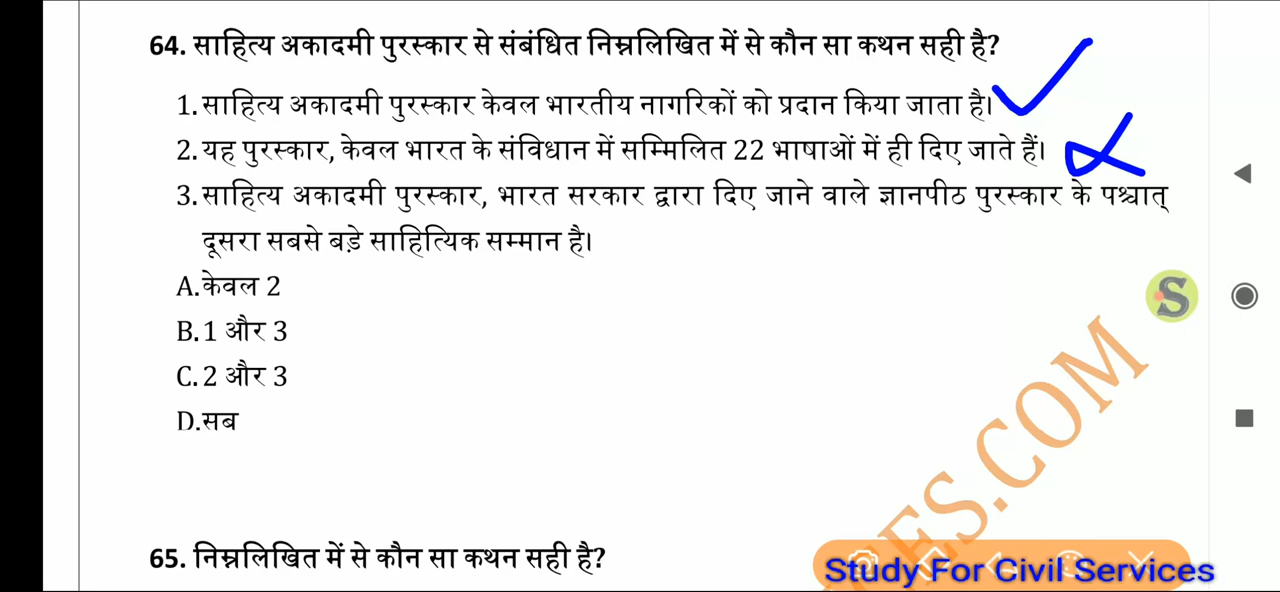 64. साहित्य अकादमी पुरस्कार से संबंधित निम्नलिखित में से कौन सा कथन सही है?
1. साहित्य अकादमी पुरस्कार केवल भारतीय नागरिकों को प्रदान किया जाता है।
2. यह पुरस्कार, केवल भारत के संविधान में सम्मिलित 22 भाषाओं में ही दिए जाते हैं।
3. साहित्य अकादमी पुरस्कार, भारत सरकार द्वारा दिए जाने वाले ज्ञानपीठ पुरस्कार के पश्चात्
दूसरा सबसे बड़े साहित्यिक सम्मान है।
A. केवल 2
B. 1 और 3
C. 2 और 3
D. सब
S
65. निम्नलिखित में से कौन सा कथन सही है?
Study For Civil Services